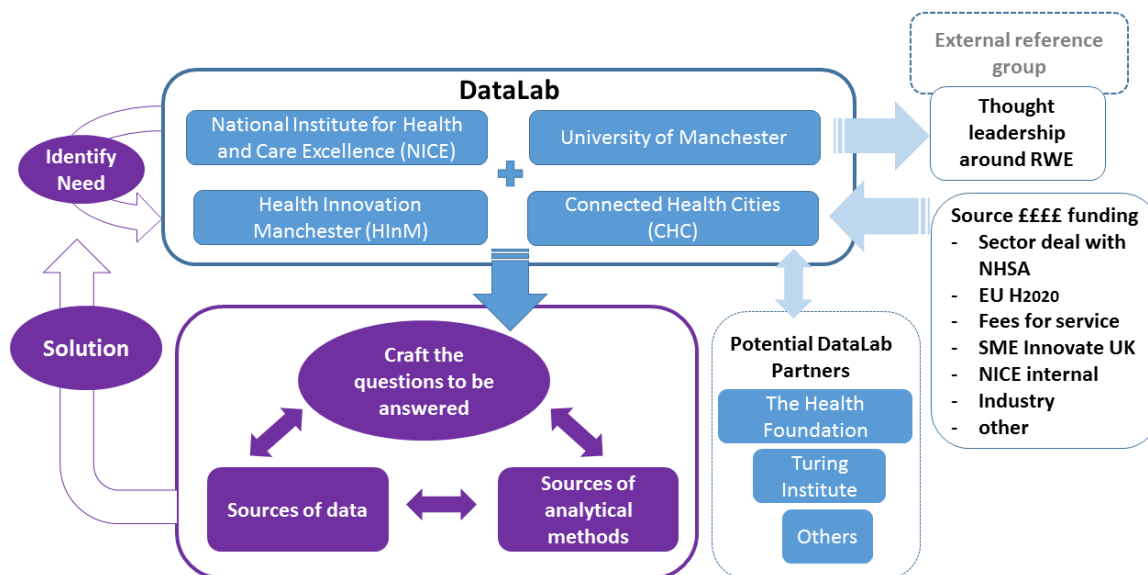 External reference
group
DataLab
National Institute for Health
and Care Excellence (NICE)
University of Manchester
Health Innovation
Manchester (HInM)
Connected Health Cities
(CHC)
Identify
Need
Thought
leadership
around RWE
Source ££££ funding
- Sector deal with
NHSA
- EU H2020
- Fees for service
- SME Innovate UK
- NICE internal
- Industry
- other
Solution
Craft the
questions to be
answered
Sources of data
Sources of
analytical
methods
Potential DataLab
Partners
The Health
Foundation
Turing
Institute
Others